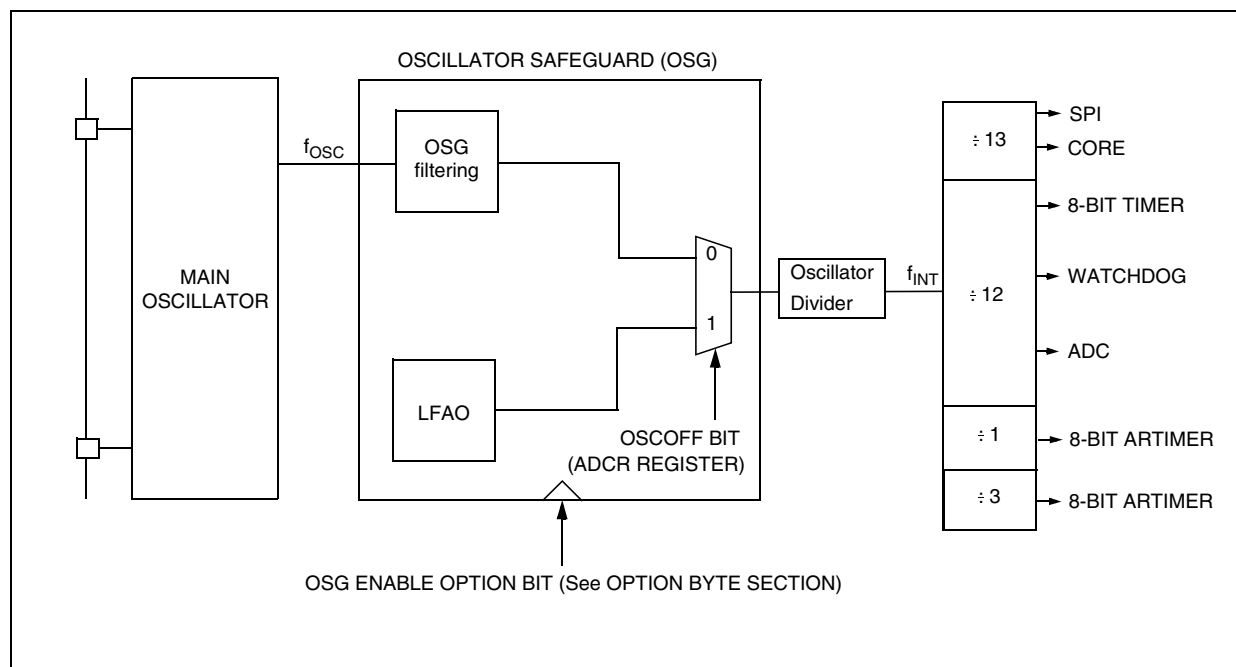 OSCILLATOR SAFEGUARD (OSG)
MAIN
OSCILLATOR
fOSC
OSG
filtering
LFAO
0
1
OSCOFF BIT
(ADCR REGISTER)
OSG ENABLE OPTION BIT (See OPTION BYTE SECTION)
Oscillator
Divider
fINT
÷ 13
÷ 12
÷ 1
÷ 3
SPI
CORE
8-BIT TIMER
WATCHDOG
ADC
8-BIT ARTIMER
8-BIT ARTIMER